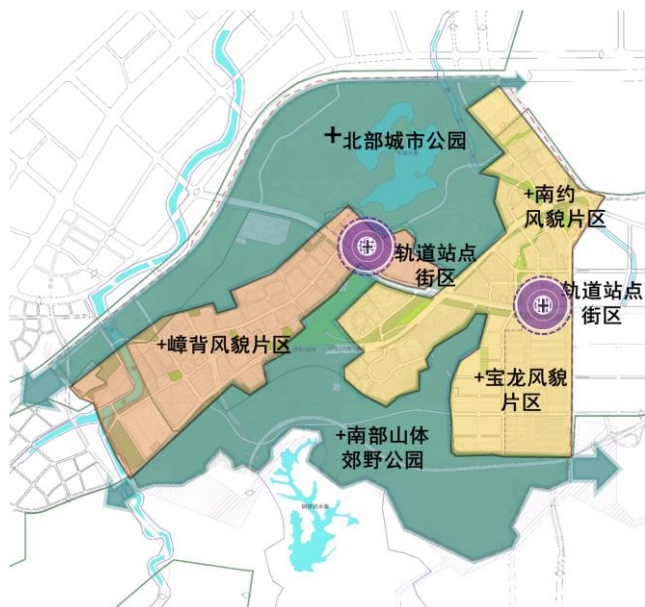 +北部城市公园
+南约
风貌片区
轨道站点
街区
轨道站点
街区
+嶂背风貌片区
+宝龙风貌
片区
+南部山体
郊野公园